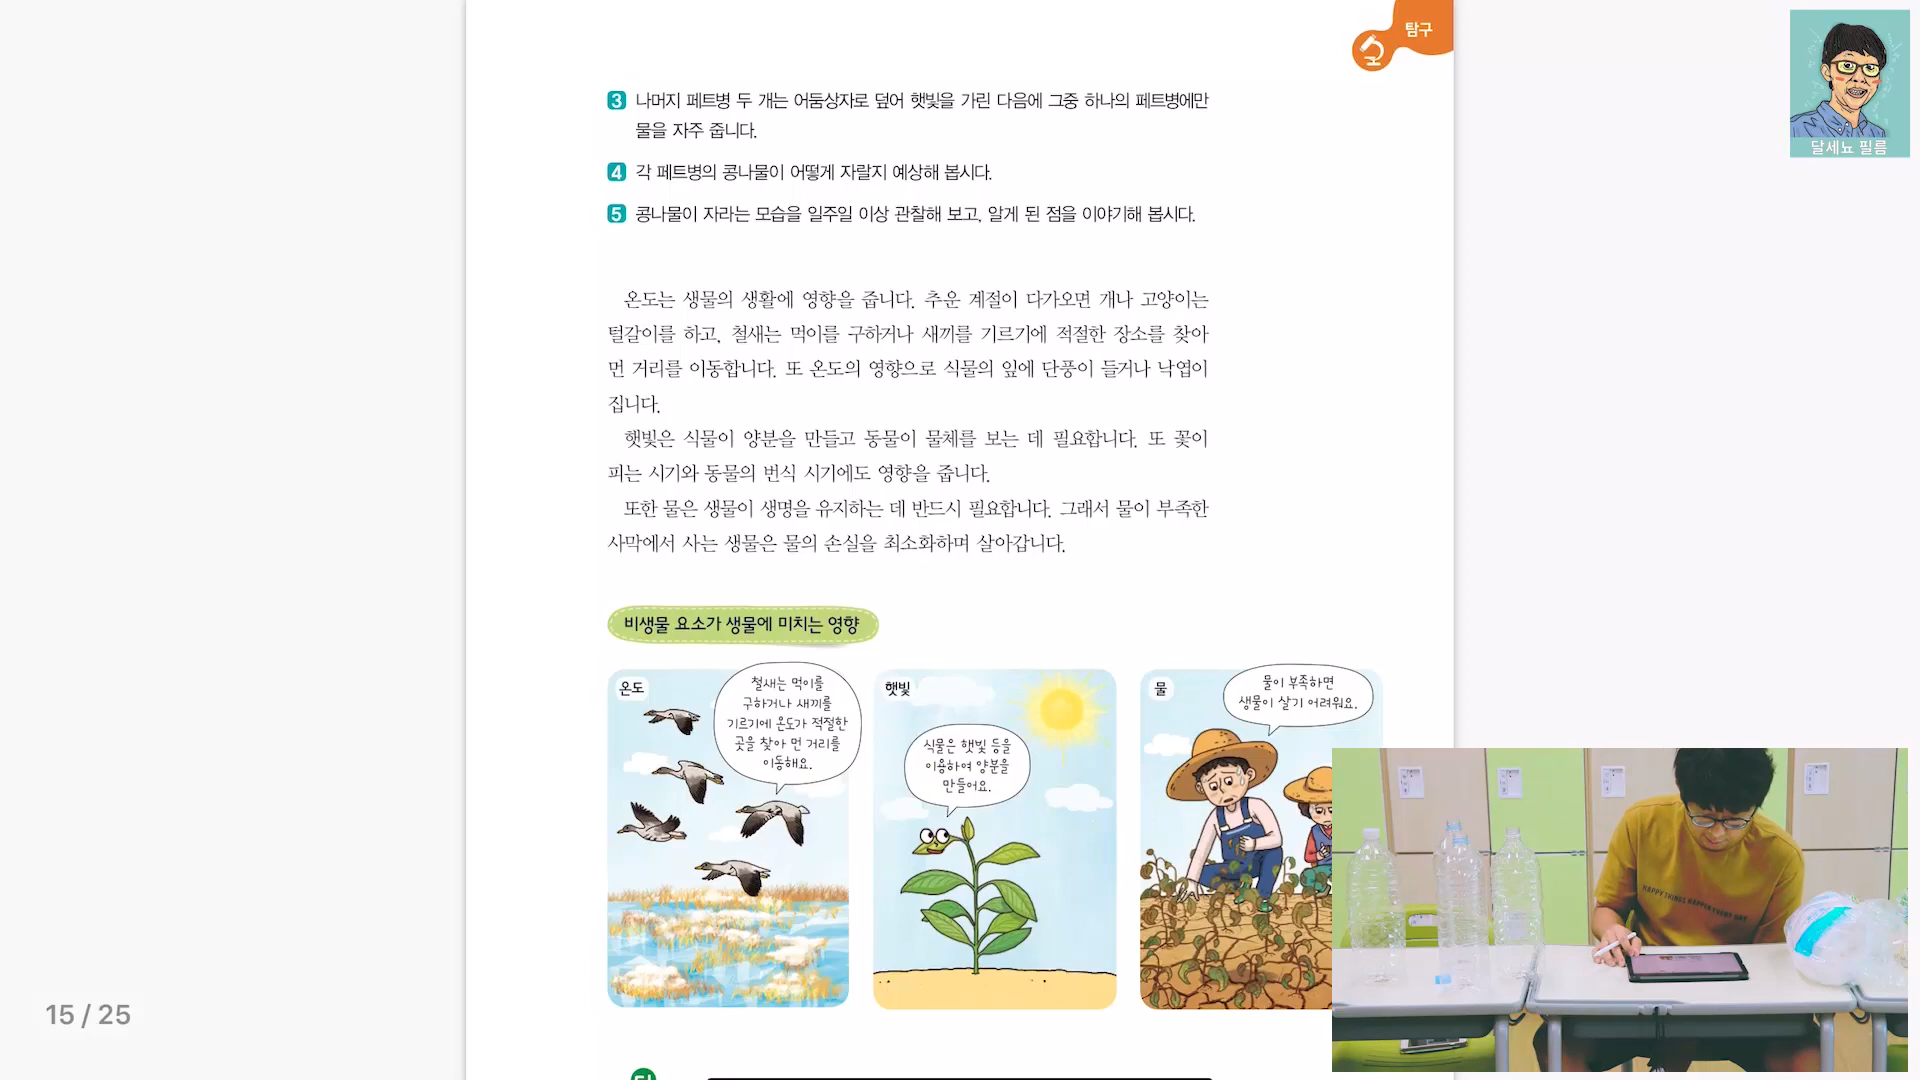 탐구
달세뇨 필름
3 나머지 페트병 두 개는 어둠상자로 덮어 햇빛을 가린 다음에 그중 하나의 페트병에만
물을 자주 줍니다.
4 각 페트병의 콩나물이 어떻게 자랄지 예상해 봅시다.
5 콩나물이 자라는 모습을 일주일 이상 관찰해 보고, 알게 된 점을 이야기해 봅시다.
온도는 생물의 생활에 영향을 줍니다. 추운 계절이 다가오면 개나 고양이는
털갈이를 하고, 철새는 먹이를 구하거나 새끼를 기르기에 적절한 장소를 찾아
먼 거리를 이동합니다. 또 온도의 영향으로 식물의 잎에 단풍이 들거나 낙엽이
집니다.
햇빛은 식물이 양분을 만들고 동물이 물체를 보는 데 필요합니다. 또 꽃이
피는 시기와 동물의 번식 시기에도 영향을 줍니다.
또한 물은 생물이 생명을 유지하는 데 반드시 필요합니다. 그래서 물이 부족한
사막에서 사는 생물은 물의 손실을 최소화하며 살아갑니다.
비생물 요소가 생물에 미치는 영향
온도
철새는 먹이를
구하거나 새끼를
기르기에 온도가 적절한
곳을 찾아 먼 거리를
이동해요.
햇빛
식물은 햇빛 등을
이용하여 양분을
만들어요.
물
물이 부족하면
생물이 살기 어려워요.
15 / 25